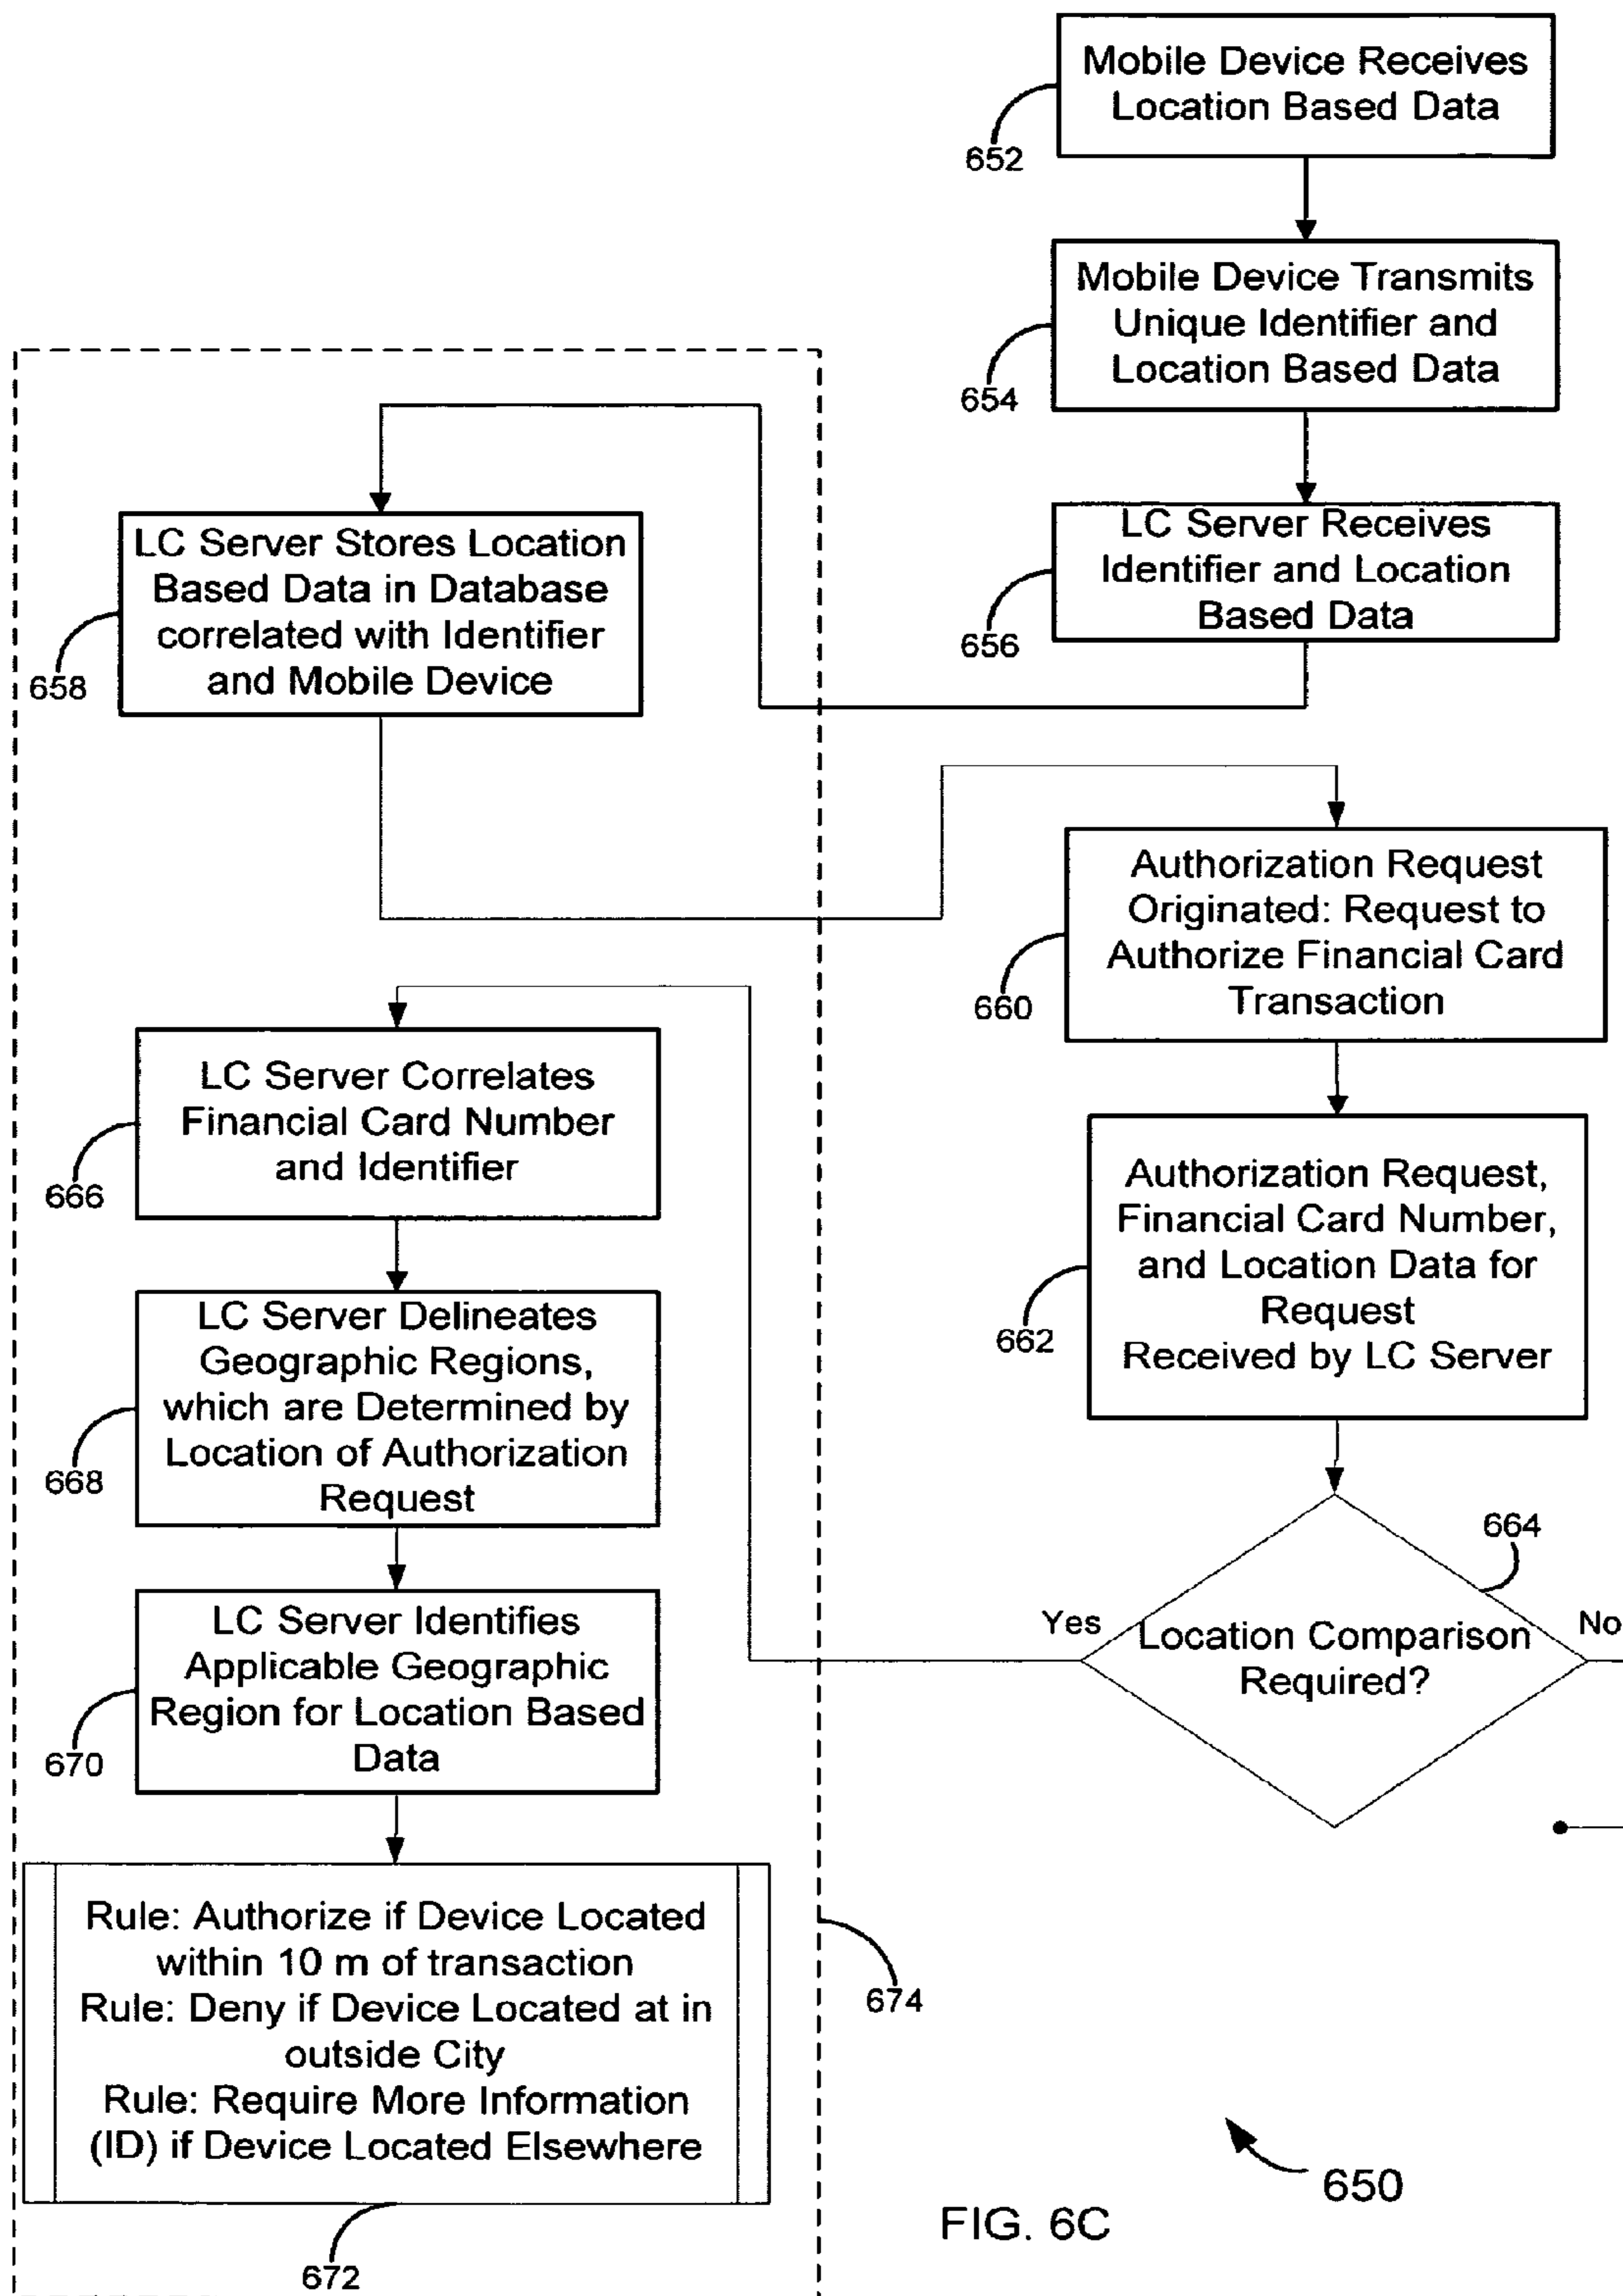 Mobile Device Receives
Location Based Data
652
Mobile Device Transmits
Unique Identifier and
Location Based Data
654
LC Server Receives
Identifier and Location
Based Data
656
LC Server Stores Location
Based Data in Database
correlated with Identifier
and Mobile Device
658
Authorization Request
Originated: Request to
Authorize Financial Card
Transaction
660
Authorization Request,
Financial Card Number,
and Location Data for
Request
Received by LC Server
662
664
Location Comparison
Required?
Yes
No
LC Server Correlates
Financial Card Number
and Identifier
666
LC Server Delineates
Geographic Regions,
which are Determined by
Location of Authorization
Request
668
LC Server Identifies
Applicable Geographic
Region for Location Based
Data
670
Rule: Authorize if Device Located
within 10 m of transaction
Rule: Deny if Device Located at in
outside City
Rule: Require More Information
(ID) if Device Located Elsewhere
672
674
650
FIG. 6C